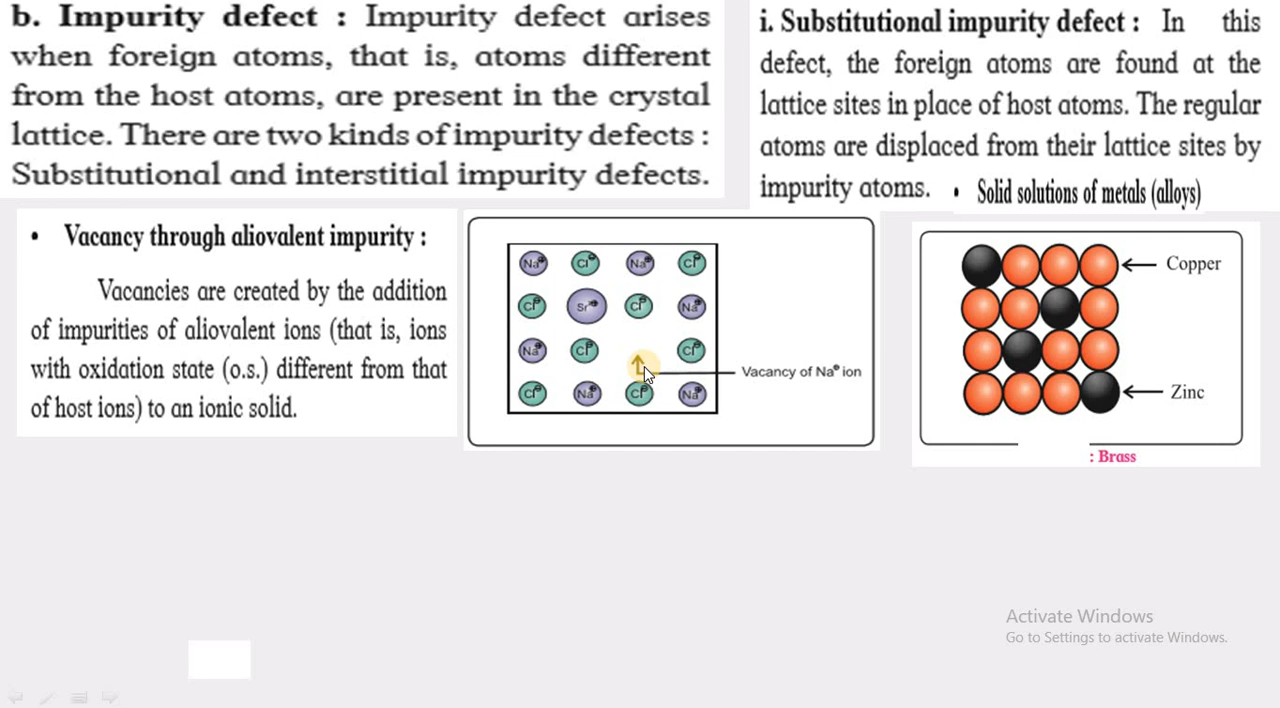 b. Impurity defect : Impurity defect arises
when foreign atoms, that is, atoms different
from the host atoms, are present in the crystal
lattice. There are two kinds of impurity defects :
Substitutional and interstitial impurity defects.
i. Substitutional impurity defect : In this
defect, the foreign atoms are found at the
lattice sites in place of host atoms. The regular
atoms are displaced from their lattice sites by
impurity atoms. • Solid solutions of metals (alloys)
• Vacancy through aliovalent impurity :
Vacancies are created by the addition
of impurities of aliovalent ions (that is, ions
with oxidation state (o.s.) different from that
of host ions) to an ionic solid.
Na⊕ Cl⊖ Na⊕ Cl⊖
Cl⊖ Sr²⊕ Cl⊖ Na⊕
Na⊕ Cl⊖ Cl⊖
Vacancy of Na⊕ ion
Cl⊖ Na⊕ Cl⊖ Na⊕
Copper
Zinc
: Brass
Activate Windows
Go to Settings to activate Windows.